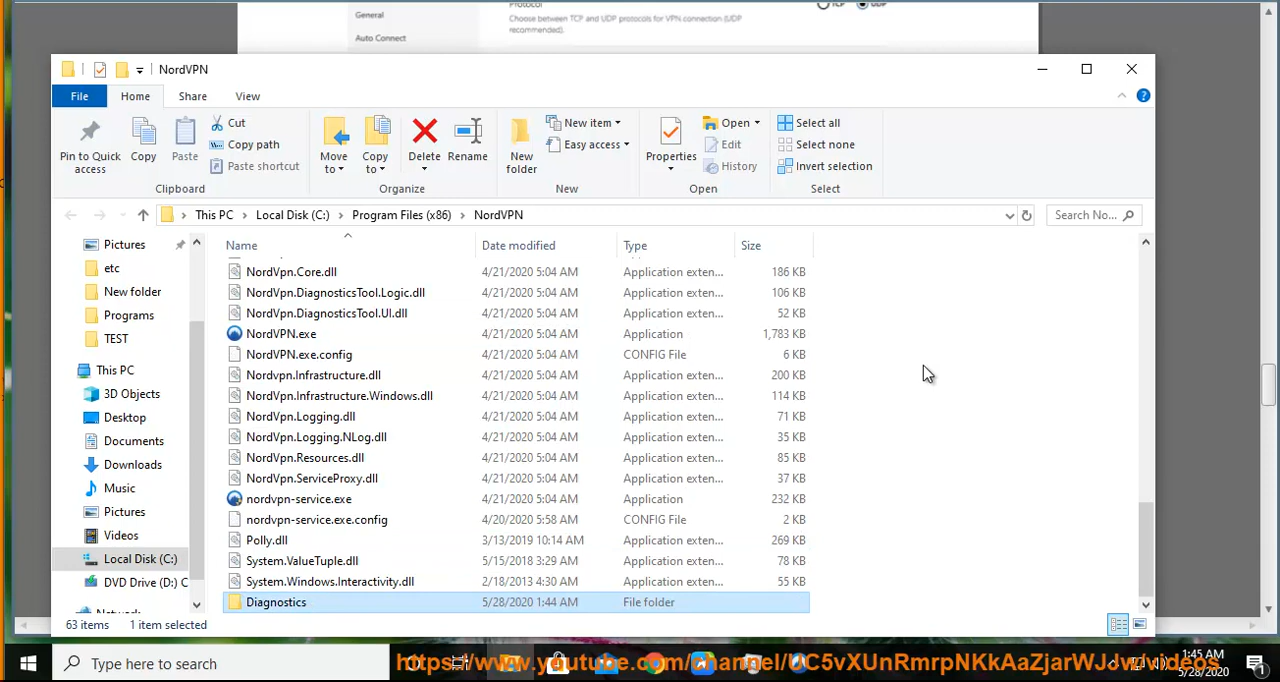 Protocol
General
TCP UDP
Choose between TCP and UDP protocols for VPN connection (UDP
recommended).
Auto Connect
NordVPN
File Home Share View
Pin to Quick access
Copy
Paste
Cut
Copy path
Paste shortcut
Clipboard
Move to
Copy to
Delete
Rename
Organize
New folder
New item
Easy access
New
Properties
Open
Edit
History
Open
Select all
Select none
Invert selection
Select
This PC > Local Disk (C:) > Program Files (x86) > NordVPN
Search No...
Pictures
etc
New folder
Programs
TEST
This PC
3D Objects
Desktop
Documents
Downloads
Music
Pictures
Videos
Local Disk (C:)
DVD Drive (D:) C
Network
Name Date modified Type Size
NordVpn.Core.dll 4/21/2020 5:04 AM Application exten... 186 KB
NordVpn.DiagnosticsTool.Logic.dll 4/21/2020 5:04 AM Application exten... 106 KB
NordVpn.DiagnosticsTool.UI.dll 4/21/2020 5:04 AM Application exten... 52 KB
NordVPN.exe 4/21/2020 5:04 AM Application 1,783 KB
NordVPN.exe.config 4/21/2020 5:04 AM CONFIG File 6 KB
Nordvpn.Infrastructure.dll 4/21/2020 5:04 AM Application exten... 200 KB
NordVpn.Infrastructure.Windows.dll 4/21/2020 5:04 AM Application exten... 114 KB
NordVpn.Logging.dll 4/21/2020 5:04 AM Application exten... 71 KB
NordVpn.Logging.NLog.dll 4/21/2020 5:04 AM Application exten... 35 KB
NordVpn.Resources.dll 4/21/2020 5:04 AM Application exten... 85 KB
NordVpn.ServiceProxy.dll 4/21/2020 5:04 AM Application exten... 37 KB
nordvpn-service.exe 4/21/2020 5:04 AM Application 232 KB
nordvpn-service.exe.config 4/20/2020 5:58 AM CONFIG File 2 KB
Polly.dll 3/13/2019 10:14 AM Application exten... 269 KB
System.ValueTuple.dll 5/15/2018 3:29 AM Application exten... 78 KB
System.Windows.Interactivity.dll 2/18/2013 4:30 AM Application exten... 55 KB
Diagnostics 5/28/2020 1:44 AM File folder
63 items 1 item selected
Type here to search
https://www.youtube.com/channel/UC5vXUnRmrpNKkAaZjarWJJw/videos
1:45 AM
5/28/2020
1